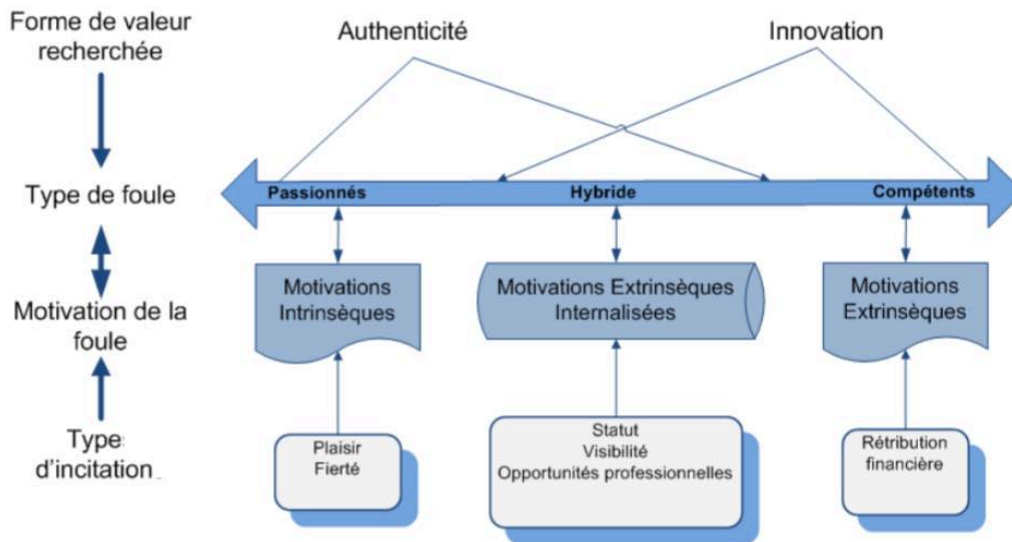 Forme de valeur
recherchée
Authenticité
Innovation
Type de foule
Passionnés
Hybride
Compétents
Motivation de la
foule
Motivations
Intrinsèques
Motivations Extrinsèques
Internalisées
Motivations
Extrinsèques
Type
d'incitation
Plaisir
Fierté
Statut
Visibilité
Opportunités professionnelles
Rétribution
financière